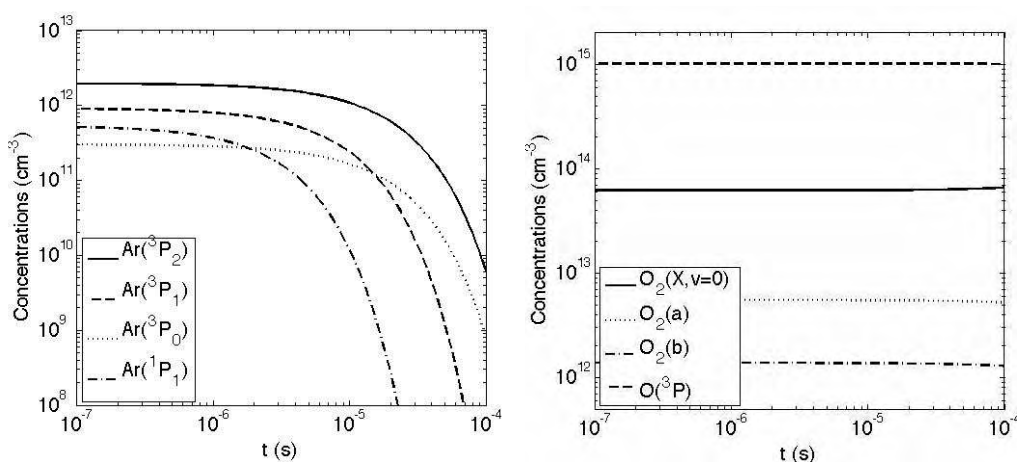 10^13
10^12
10^11
10^10
10^9
10^8
Concentrations (cm^-3)
Ar(^3P_2)
Ar(^3P_1)
Ar(^3P_0)
Ar(^1P_1)
10^-7
10^-6
10^-5
10^-4
t (s)
10^15
10^14
10^13
10^12
Concentrations (cm^-3)
O_2(X,v=0)
O_2(a)
O_2(b)
O(^3P)
10^-7
10^-6
10^-5
10^-4
t (s)